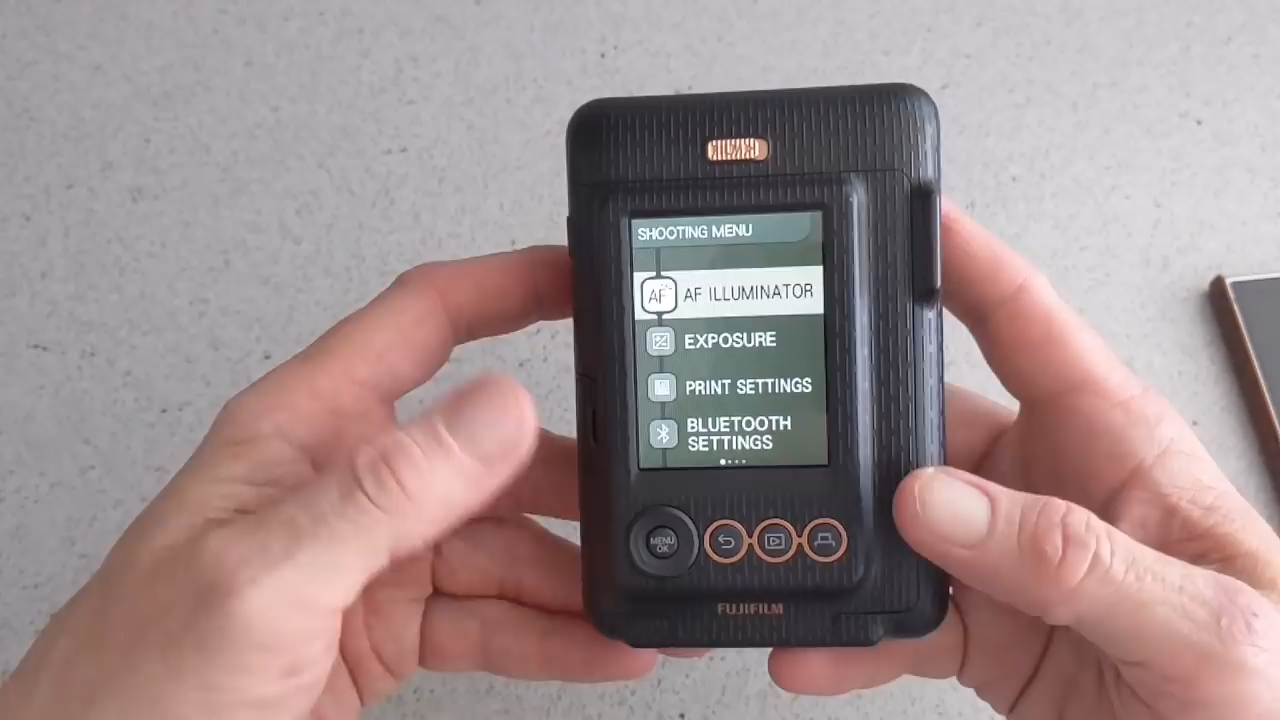 SHOOTING MENU
AF AF ILLUMINATOR
EXPOSURE
PRINT SETTINGS
BLUETOOTH
SETTINGS
MENU
OK
FUJIFILM